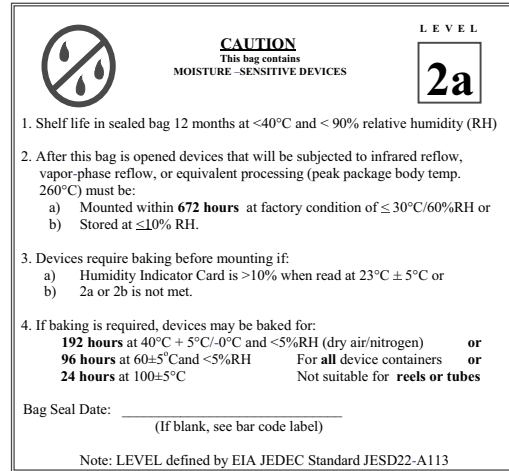 LEVEL
CAUTION
This bag contains
MOISTURE –SENSITIVE DEVICES
2a
1. Shelf life in sealed bag 12 months at <40°C and < 90% relative humidity (RH)
2. After this bag is opened devices that will be subjected to infrared reflow,
vapor-phase reflow, or equivalent processing (peak package body temp.
260°C) must be:
a) Mounted within 672 hours at factory condition of ≤ 30°C/60%RH or
b) Stored at ≤10% RH.
3. Devices require baking before mounting if:
a) Humidity Indicator Card is >10% when read at 23°C ± 5°C or
b) 2a or 2b is not met.
4. If baking is required, devices may be baked for:
192 hours at 40°C + 5°C/-0°C and <5%RH (dry air/nitrogen) or
96 hours at 60±5°Cand <5%RH For all device containers or
24 hours at 100±5°C Not suitable for reels or tubes
Bag Seal Date: ______________________________
(If blank, see bar code label)
Note: LEVEL defined by EIA JEDEC Standard JESD22-A113